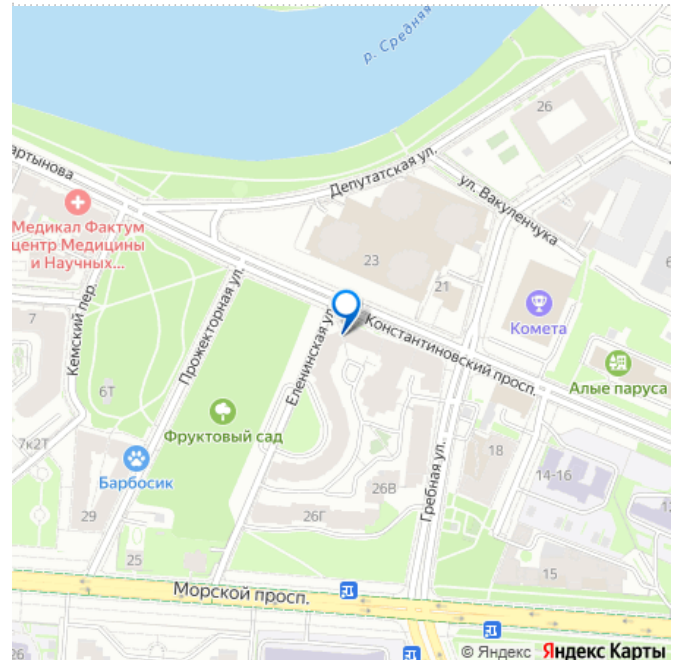 р. Средняя
26
артынова
Депутатская ул.
ул. Вакуленчука
Медикал Фактум
центр Медицины
и Научных...
23
21
6
Комета
Кемский пер.
7
Прожекторная ул.
Еленинская ул.
Константиновский просп.
Алые паруса
6Т
Фруктовый сад
7к2Т
Барбосик
Гребная ул.
18
14-16
12
29
26В
26Г
25
15
Морской просп.
26
© Яндекс Яндекс Карты